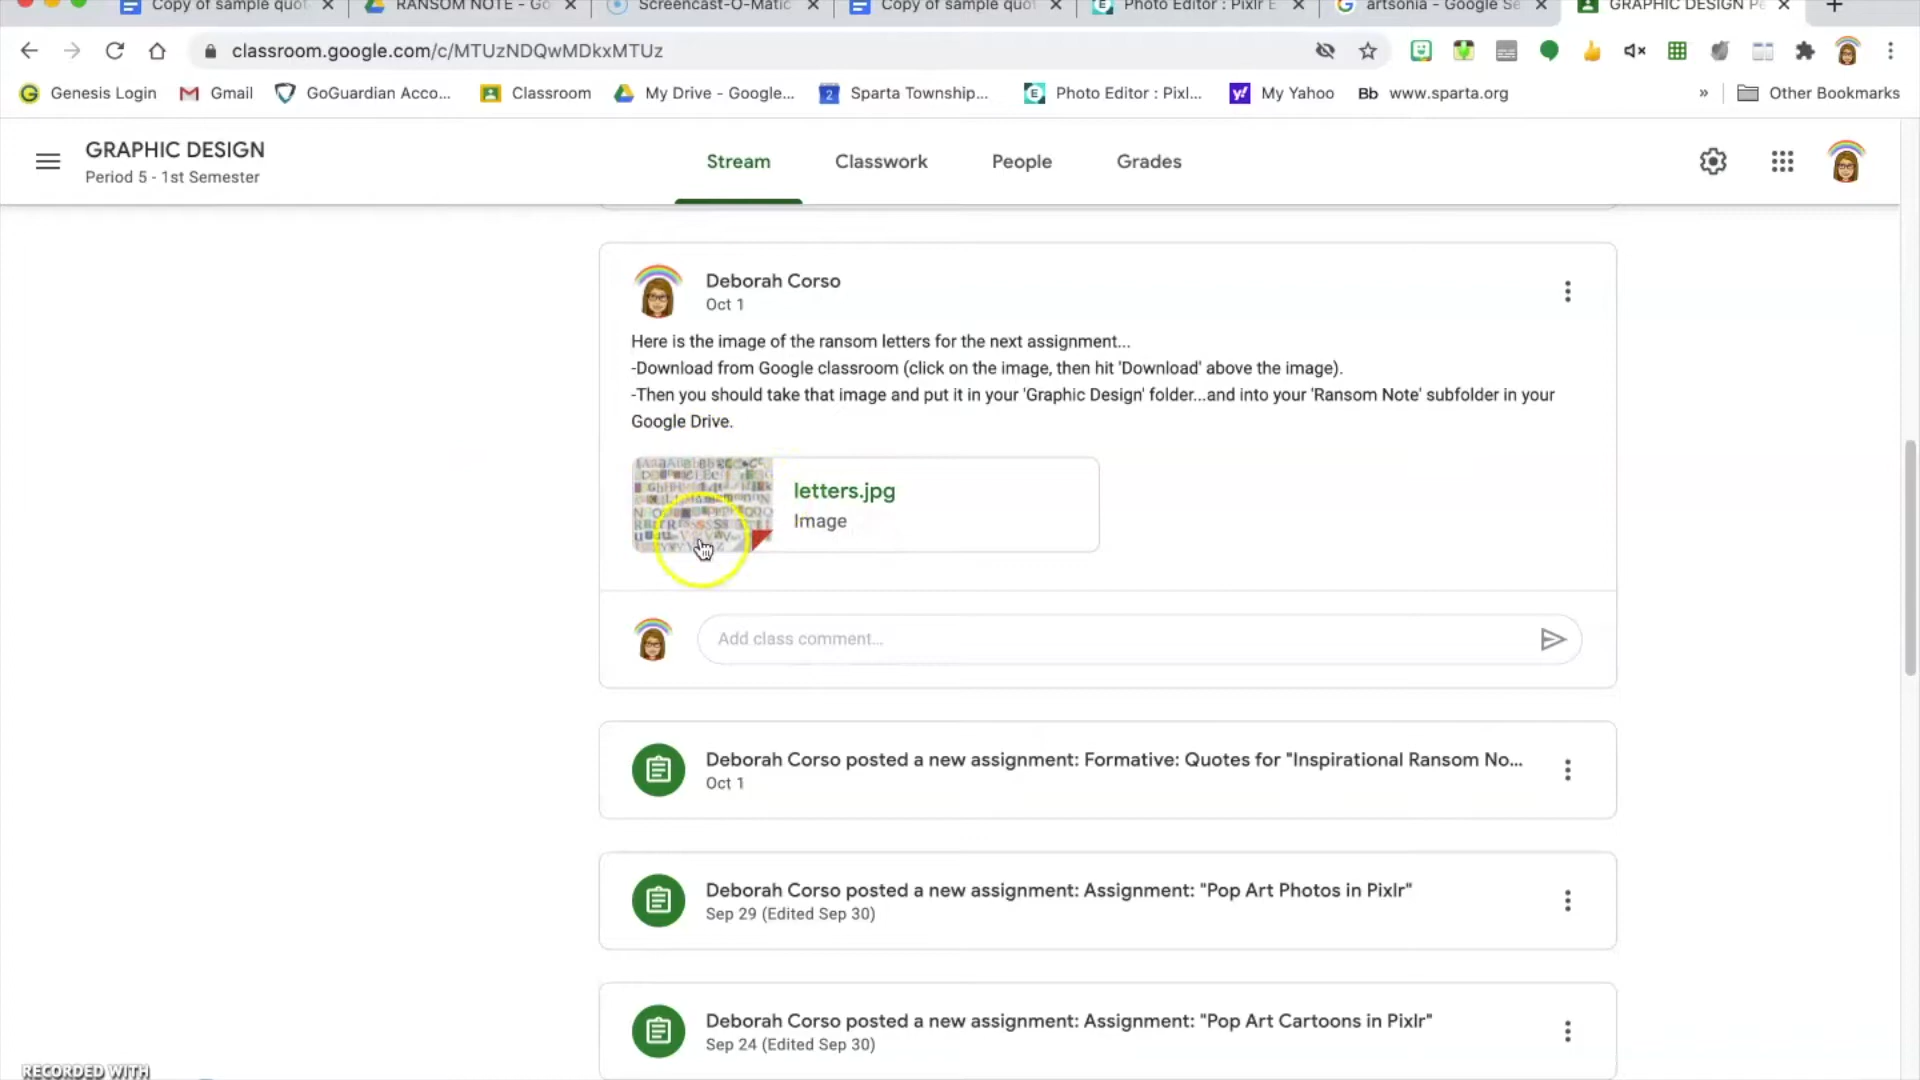 Copy of sample quot
RANSOM NOTE - Go
Screencast-O-Matic
Copy of sample quot
Photo Editor : Pixlr E
artsonia - Google Se
GRAPHIC DESIGN Pe
classroom.google.com/c/MTUzNDQwMDkxMTUz
Genesis Login
Gmail
GoGuardian Acco...
Classroom
My Drive - Google...
2
Sparta Township...
E
Photo Editor : Pixl...
y!
My Yahoo
Bb
www.sparta.org
»
Other Bookmarks
GRAPHIC DESIGN
Period 5 - 1st Semester
Stream
Classwork
People
Grades
Deborah Corso
Oct 1
Here is the image of the ransom letters for the next assignment...
-Download from Google classroom (click on the image, then hit 'Download' above the image).
-Then you should take that image and put it in your 'Graphic Design' folder...and into your 'Ransom Note' subfolder in your
Google Drive.
letters.jpg
Image
Add class comment...
Deborah Corso posted a new assignment: Formative: Quotes for "Inspirational Ransom No...
Oct 1
Deborah Corso posted a new assignment: Assignment: "Pop Art Photos in Pixlr"
Sep 29 (Edited Sep 30)
Deborah Corso posted a new assignment: Assignment: "Pop Art Cartoons in Pixlr"
Sep 24 (Edited Sep 30)
RECORDED WITH